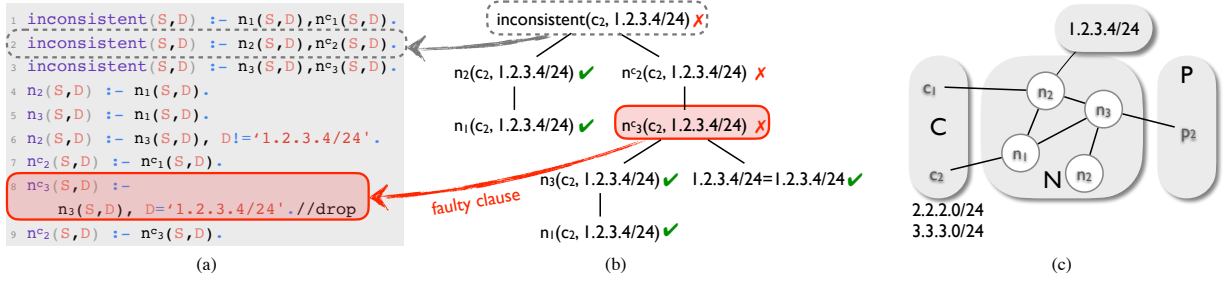 1 inconsistent(S,D) :- n₁(S,D),nᶜ₁(S,D).
2 inconsistent(S,D) :- n₂(S,D),nᶜ₂(S,D).
3 inconsistent(S,D) :- n₃(S,D),nᶜ₃(S,D).
4 n₂(S,D) :- n₁(S,D).
5 n₃(S,D) :- n₁(S,D).
6 n₂(S,D) :- n₃(S,D), D!='1.2.3.4/24'.
7 nᶜ₂(S,D) :- nᶜ₁(S,D).
8 nᶜ₃(S,D) :-
n₃(S,D), D='1.2.3.4/24'.//drop
9 nᶜ₂(S,D) :- nᶜ₃(S,D).
(a)
inconsistent(c₂, 1.2.3.4/24) ✗
n₂(c₂, 1.2.3.4/24) ✔
nᶜ₂(c₂, 1.2.3.4/24) ✗
n₁(c₂, 1.2.3.4/24) ✔
nᶜ₃(c₂, 1.2.3.4/24) ✗
n₃(c₂, 1.2.3.4/24) ✔
1.2.3.4/24=1.2.3.4/24 ✔
n₁(c₂, 1.2.3.4/24) ✔
faulty clause
(b)
1.2.3.4/24
c₁
n₂
P
n₃
C
p₂
n₁
c₂
N
n₂
2.2.2.0/24
3.3.3.0/24
(c)